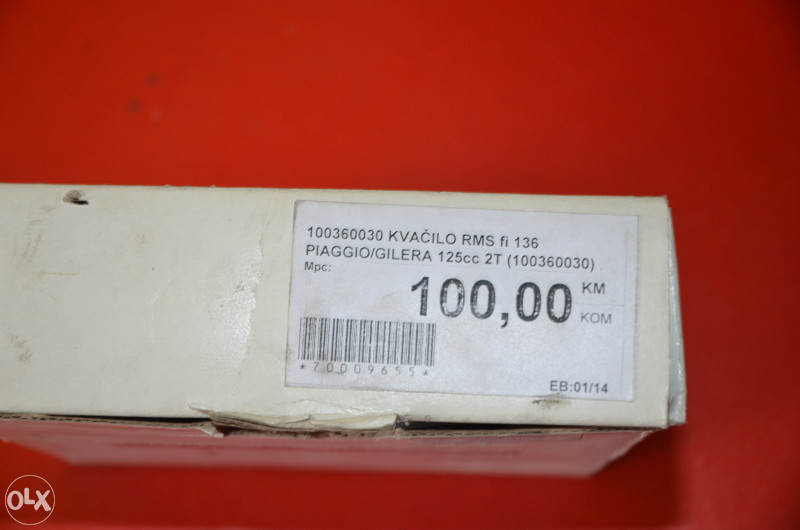 100360030 KVAČILO RMS fi 136
PIAGGIO/GILERA 125cc 2T (100360030)
Mpc:
100,00 KM
KOM
*70009655*
EB:01/14
OLX